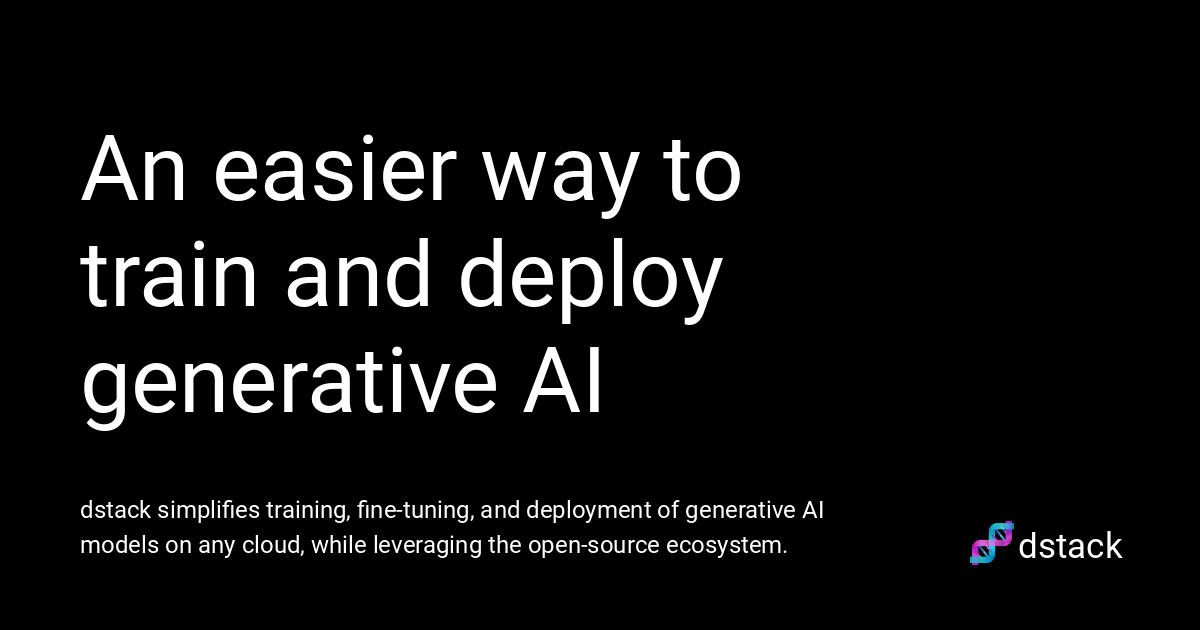 An easier way to
train and deploy
generative AI
dstack simplifies training, fine-tuning, and deployment of generative AI
models on any cloud, while leveraging the open-source ecosystem.
dstack